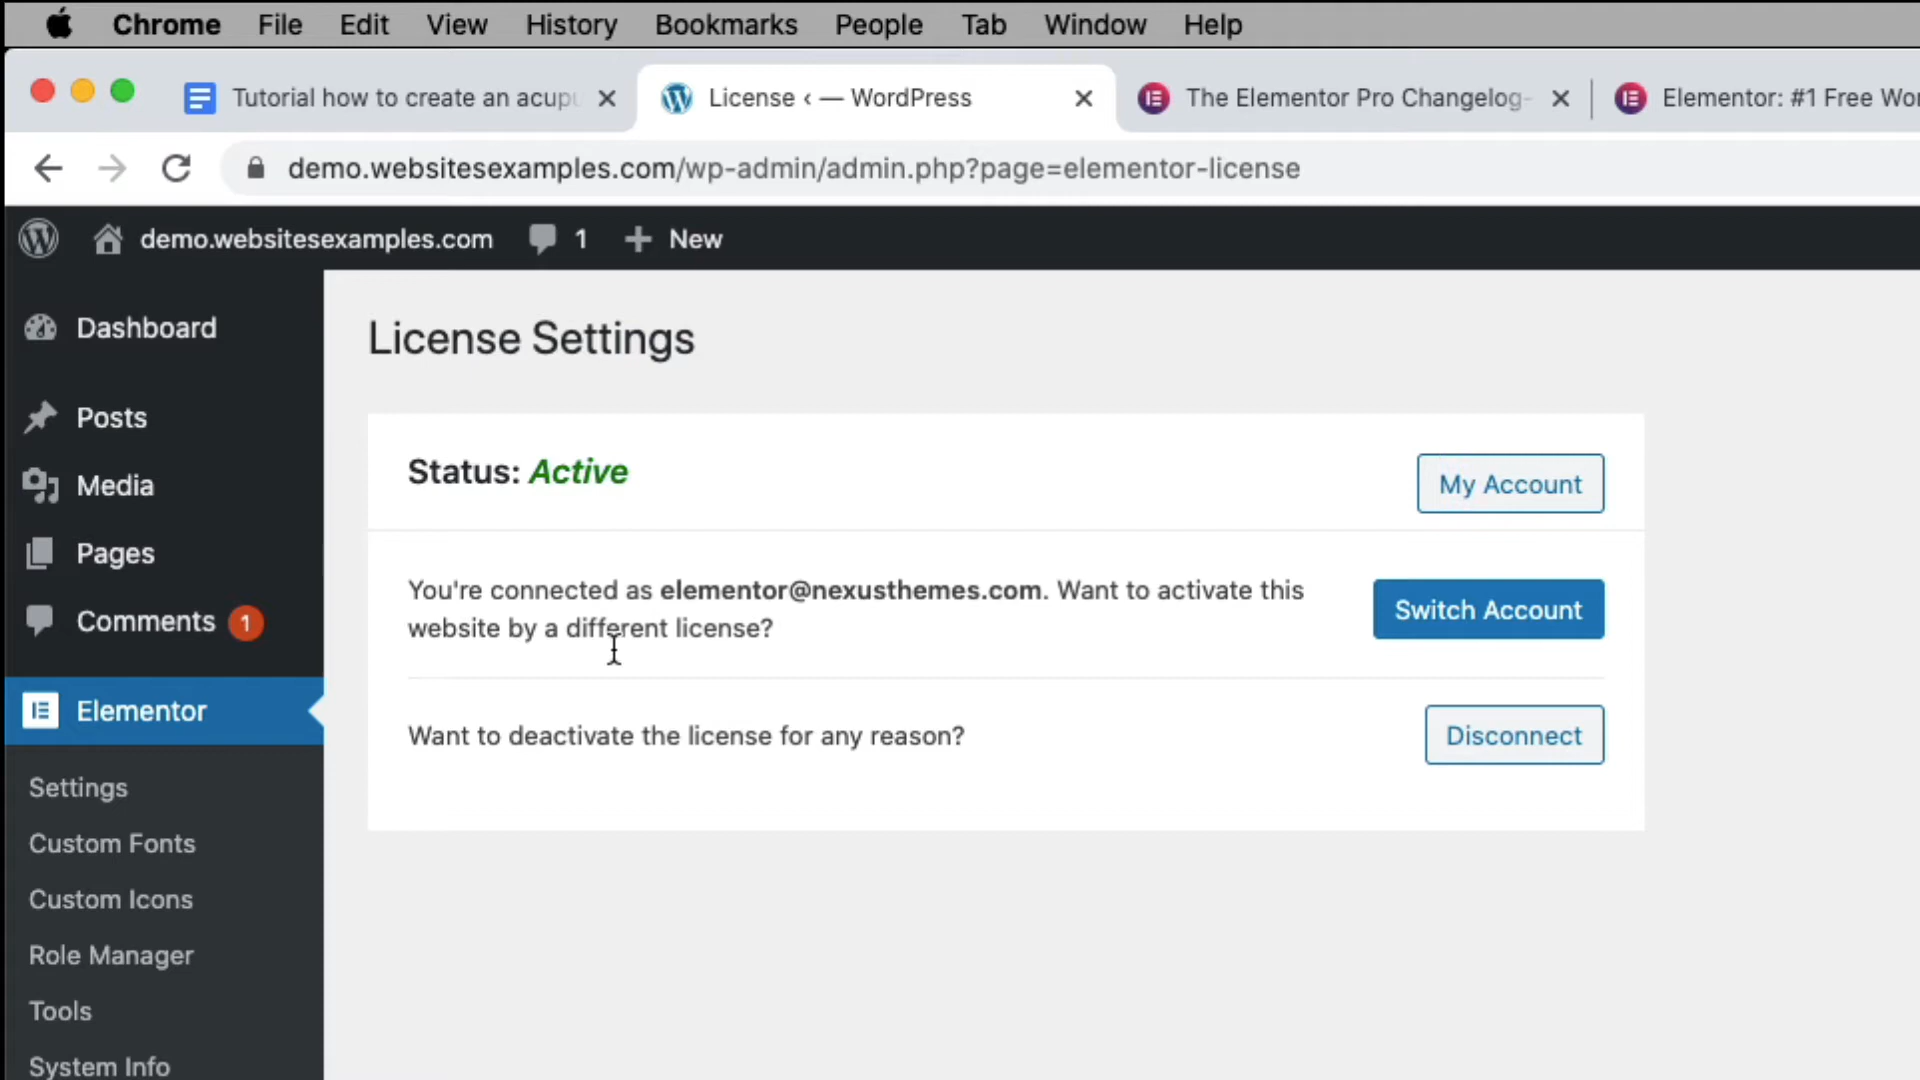 Chrome File Edit View History Bookmarks People Tab Window Help
Tutorial how to create an acupu License ‹ — WordPress The Elementor Pro Changelog- Elementor: #1 Free Wor
demo.websitesexamples.com/wp-admin/admin.php?page=elementor-license
demo.websitesexamples.com 1 + New
Dashboard
Posts
Media
Pages
Comments 1
Elementor
Settings
Custom Fonts
Custom Icons
Role Manager
Tools
System Info
License Settings
Status: Active
My Account
You're connected as elementor@nexusthemes.com. Want to activate this
website by a different license?
Switch Account
Want to deactivate the license for any reason?
Disconnect